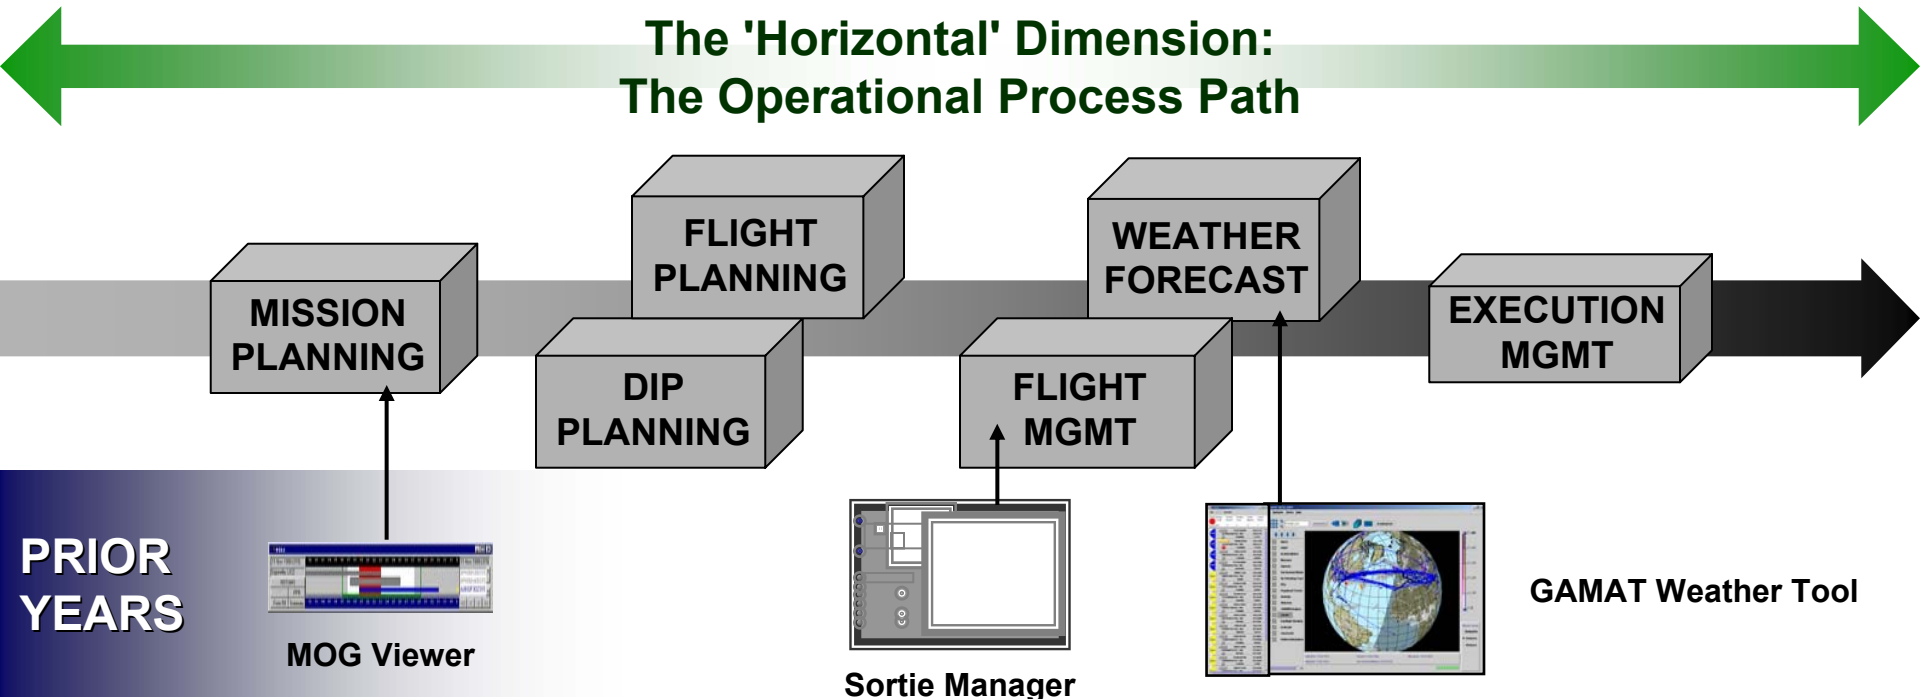 The 'Horizontal' Dimension:
The Operational Process Path
FLIGHT
PLANNING
WEATHER
FORECAST
MISSION
PLANNING
EXECUTION
MGMT
DIP
PLANNING
FLIGHT
MGMT
PRIOR
YEARS
MOG Viewer
Sortie Manager
GAMAT Weather Tool